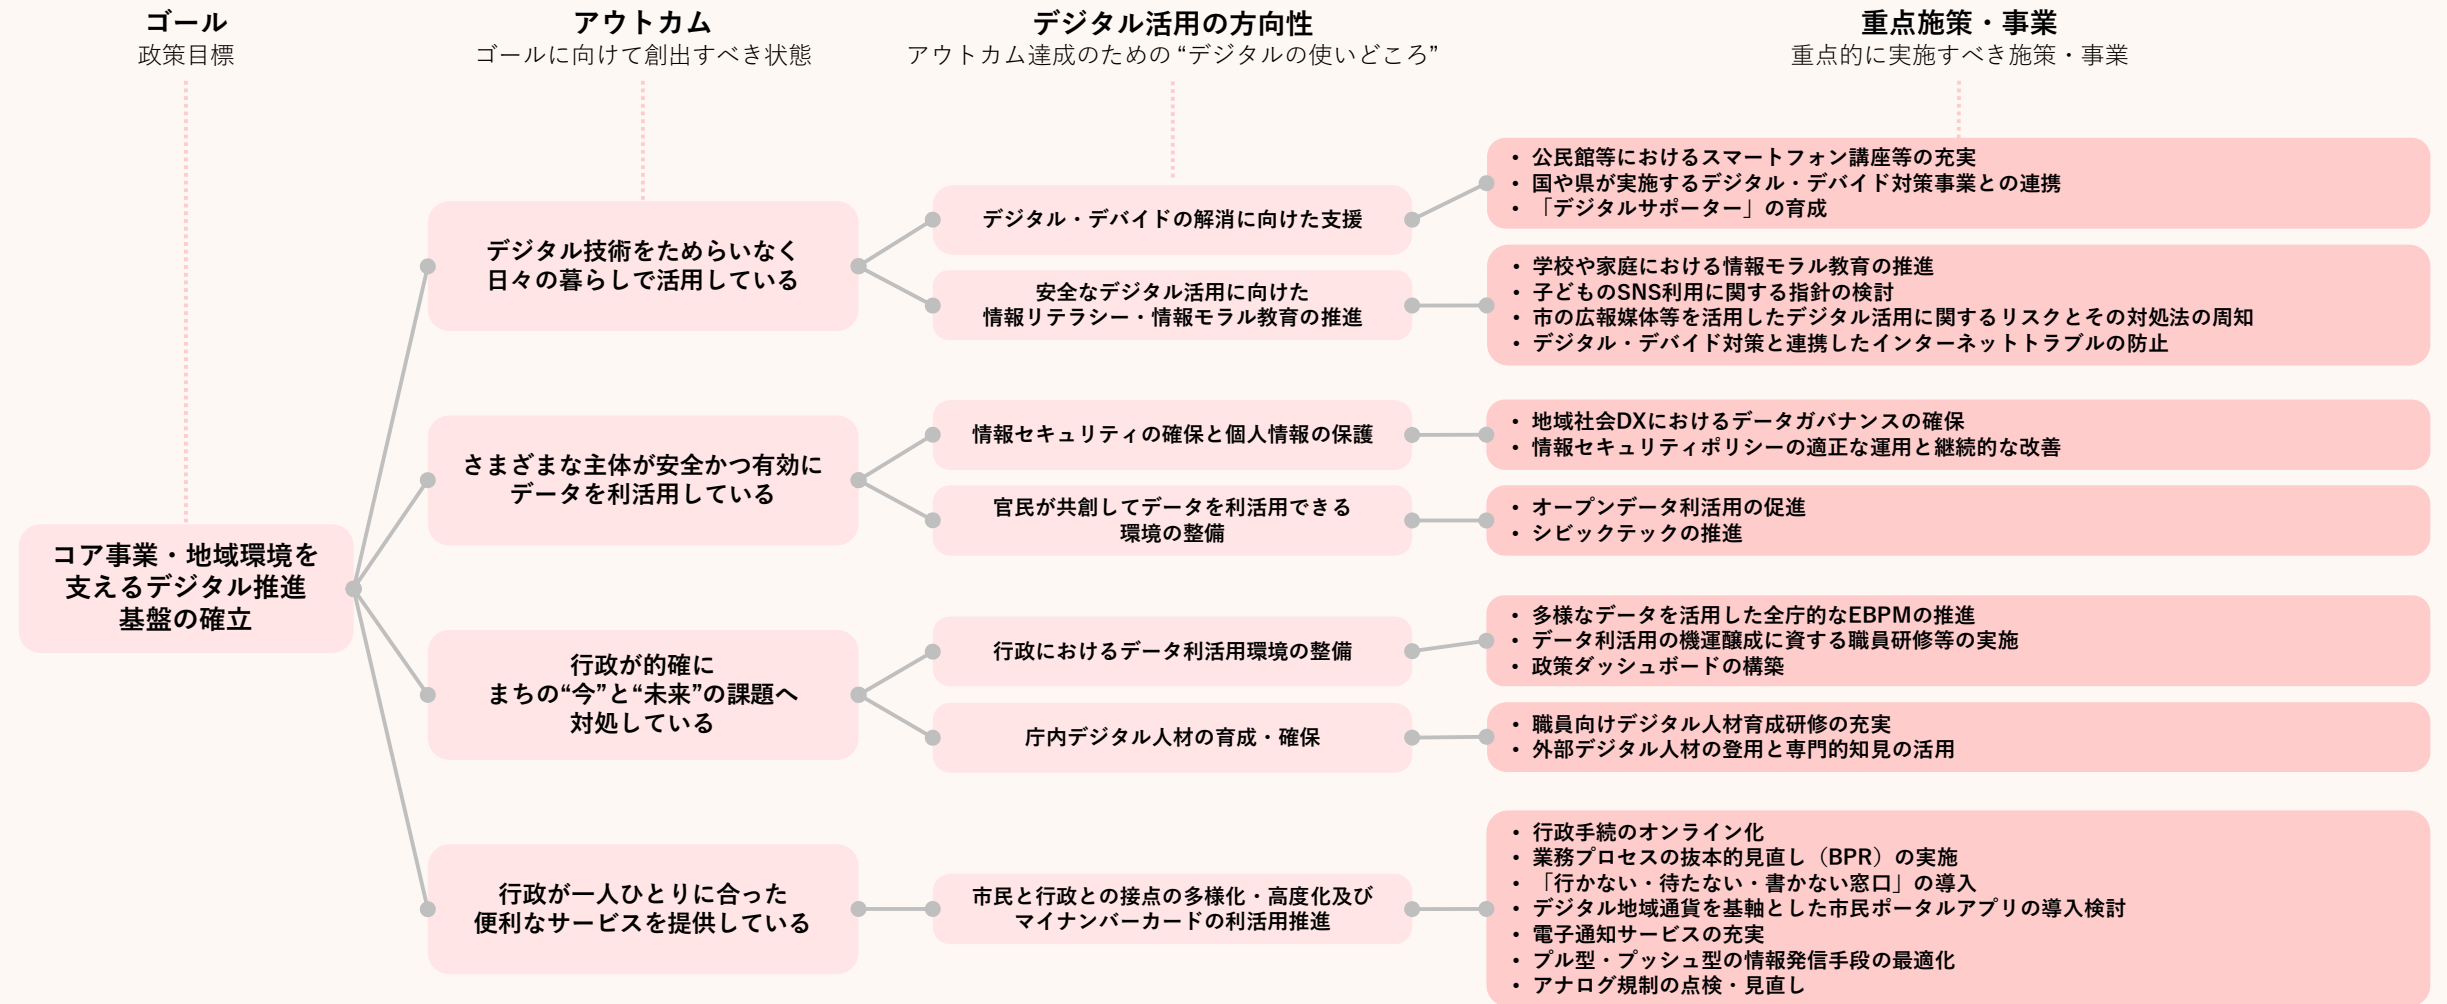 ゴール
政策目標
アウトカム
ゴールに向けて創出すべき状態
デジタル活用の方向性
アウトカム達成のための “デジタルの使いどころ”
重点施策・事業
重点的に実施すべき施策・事業
コア事業・地域環境を
支えるデジタル推進
基盤の確立
デジタル技術をためらいなく
日々の暮らしで活用している
デジタル・デバイドの解消に向けた支援
・ 公民館等におけるスマートフォン講座等の充実
・ 国や県が実施するデジタル・デバイド対策事業との連携
・ 「デジタルサポーター」の育成
安全なデジタル活用に向けた
情報リテラシー・情報モラル教育の推進
・ 学校や家庭における情報モラル教育の推進
・ 子どものSNS利用に関する指針の検討
・ 市の広報媒体等を活用したデジタル活用に関するリスクとその対処法の周知
・ デジタル・デバイド対策と連携したインターネットトラブルの防止
さまざまな主体が安全かつ有効に
データを利活用している
情報セキュリティの確保と個人情報の保護
・ 地域社会DXにおけるデータガバナンスの確保
・ 情報セキュリティポリシーの適正な運用と継続的な改善
官民が共創してデータを利活用できる
環境の整備
・ オープンデータ利活用の促進
・ シビックテックの推進
行政が的確に
まちの“今”と“未来”の課題へ
対処している
行政におけるデータ利活用環境の整備
・ 多様なデータを活用した全庁的なEBPMの推進
・ データ利活用の機運醸成に資する職員研修等の実施
・ 政策ダッシュボードの構築
庁内デジタル人材の育成・確保
・ 職員向けデジタル人材育成研修の充実
・ 外部デジタル人材の登用と専門的知見の活用
行政が一人ひとりに合った
便利なサービスを提供している
市民と行政との接点の多様化・高度化及び
マイナンバーカードの利活用推進
・ 行政手続のオンライン化
・ 業務プロセスの抜本的見直し（BPR）の実施
・ 「行かない・待たない・書かない窓口」の導入
・ デジタル地域通貨を基軸とした市民ポータルアプリの導入検討
・ 電子通知サービスの充実
・ プル型・プッシュ型の情報発信手段の最適化
・ アナログ規制の点検・見直し